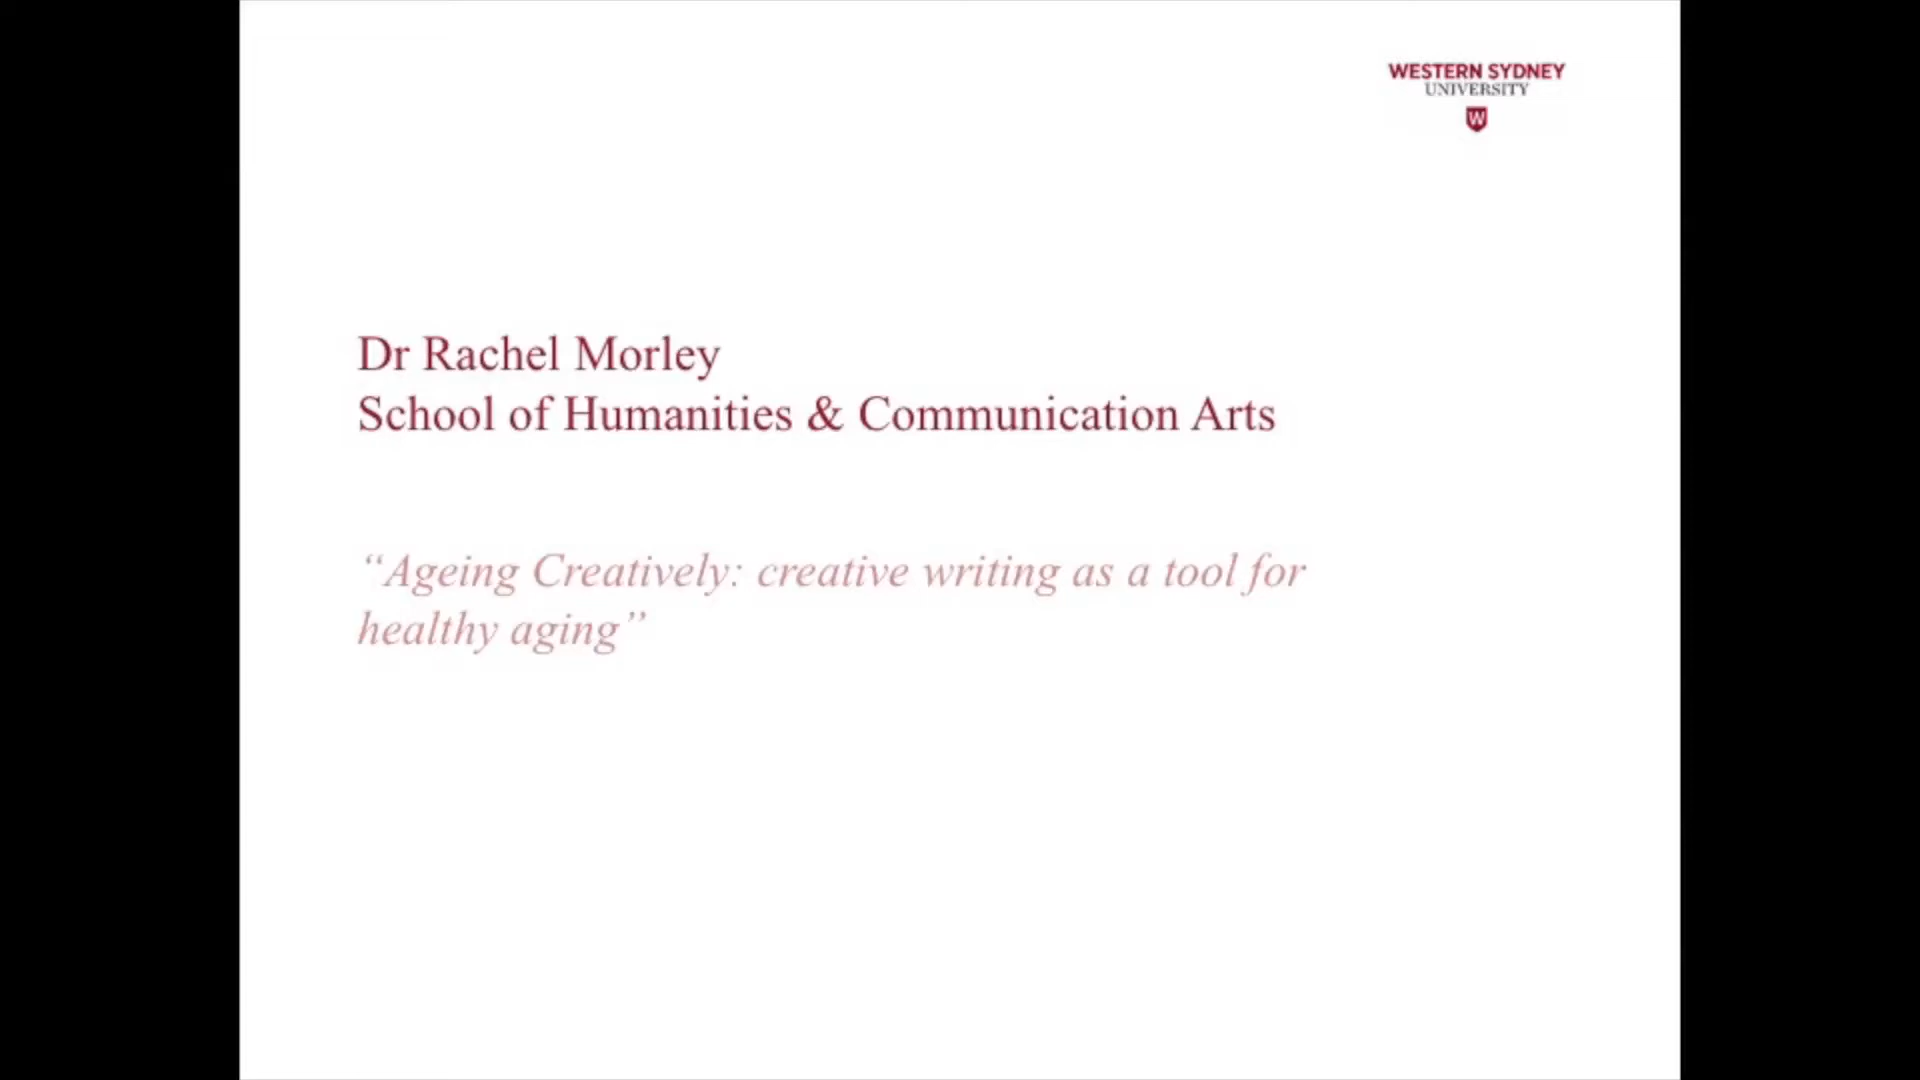 WESTERN SYDNEY
UNIVERSITY
W
Dr Rachel Morley
School of Humanities & Communication Arts
“Ageing Creatively: creative writing as a tool for
healthy aging”